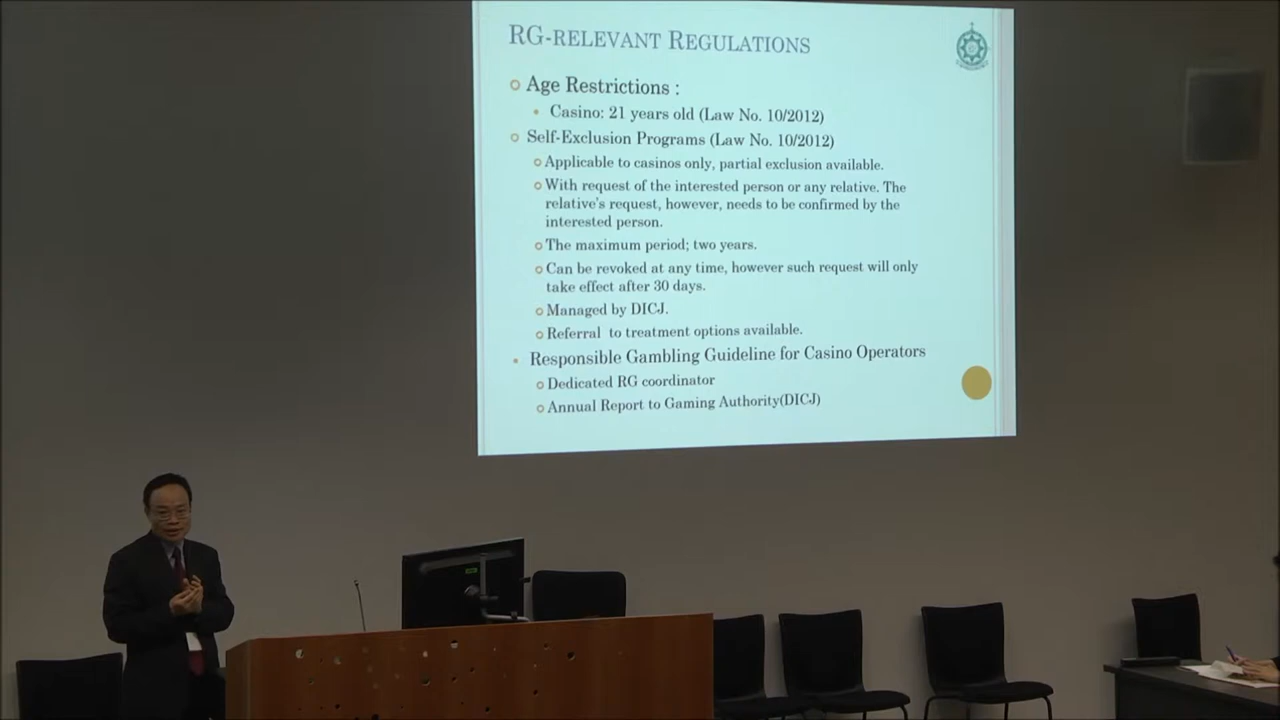 RG-RELEVANT REGULATIONS
Age Restrictions :
Casino: 21 years old (Law No. 10/2012)
Self-Exclusion Programs (Law No. 10/2012)
Applicable to casinos only, partial exclusion available.
With request of the interested person or any relative. The
relative's request, however, needs to be confirmed by the
interested person.
The maximum period; two years.
Can be revoked at any time, however such request will only
take effect after 30 days.
Managed by DICJ.
Referral to treatment options available.
Responsible Gambling Guideline for Casino Operators
Dedicated RG coordinator
Annual Report to Gaming Authority(DICJ)